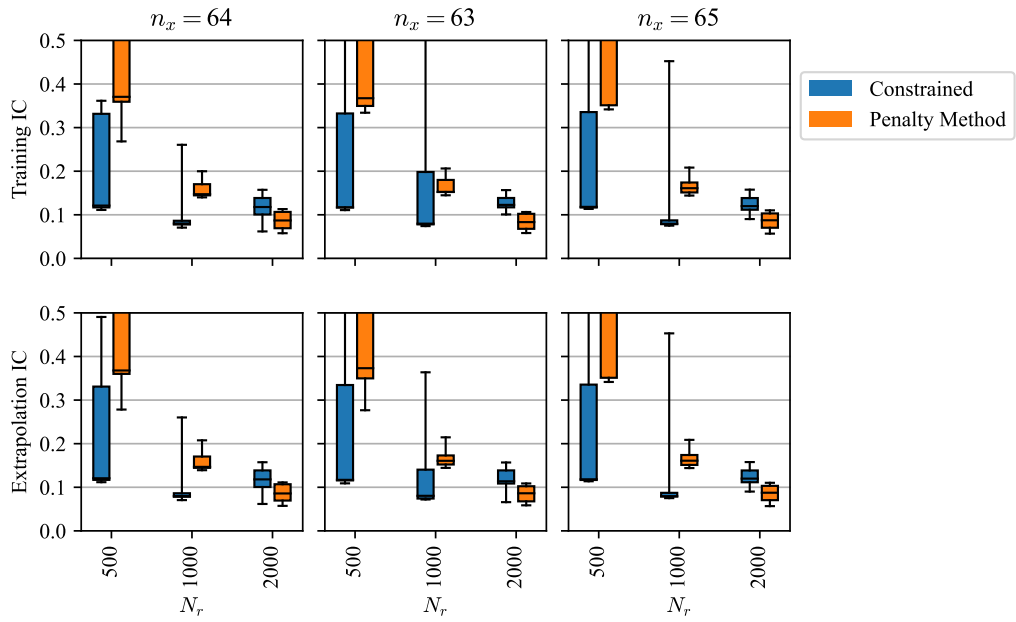 n_x = 64
n_x = 63
n_x = 65
Training IC
0.5
0.4
0.3
0.2
0.1
0.0
Constrained
Penalty Method
Extrapolation IC
0.5
0.4
0.3
0.2
0.1
0.0
500
1000
2000
500
1000
2000
500
1000
2000
N_r
N_r
N_r